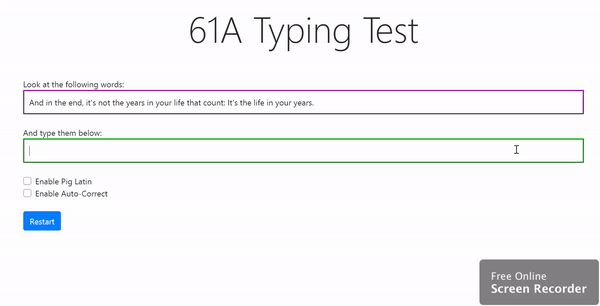 61A Typing Test
Look at the following words:
And in the end, it's not the years in your life that count: It's the life in your years.
And type them below:
Enable Pig Latin
Enable Auto-Correct
Restart
Free Online
Screen Recorder